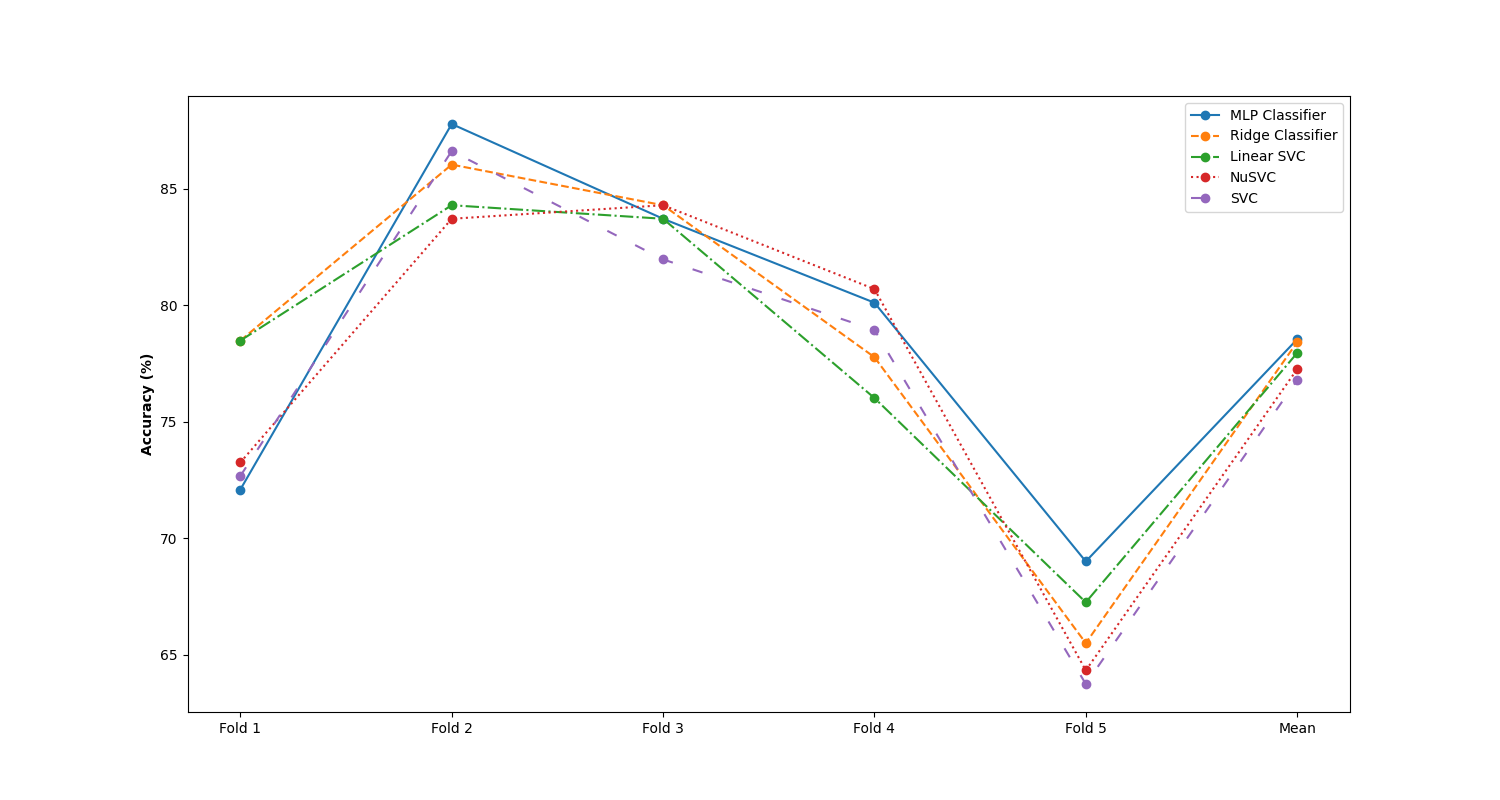 MLP Classifier
Ridge Classifier
Linear SVC
NuSVC
SVC
85
80
75
70
65
Accuracy (%)
Fold 1 Fold 2 Fold 3 Fold 4 Fold 5 Mean